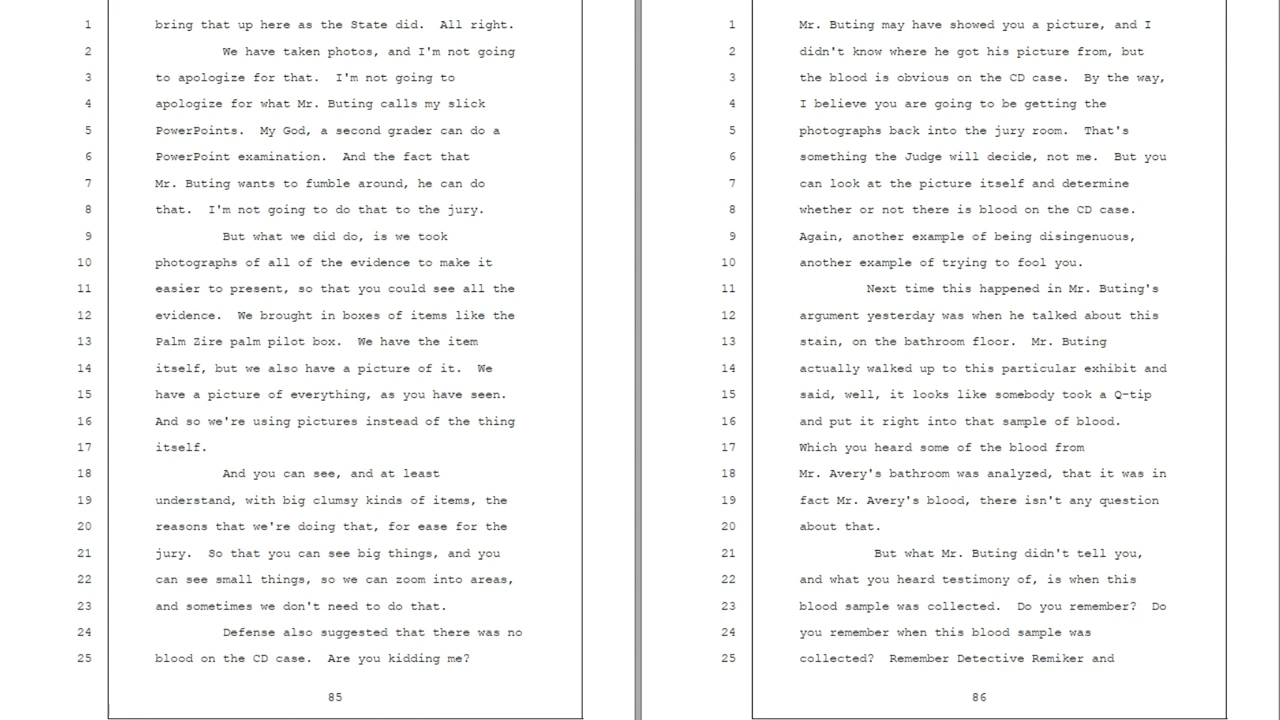 1 bring that up here as the State did. All right.
2 We have taken photos, and I'm not going
3 to apologize for that. I'm not going to
4 apologize for what Mr. Buting calls my slick
5 PowerPoints. My God, a second grader can do a
6 PowerPoint examination. And the fact that
7 Mr. Buting wants to fumble around, he can do
8 that. I'm not going to do that to the jury.
9 But what we did do, is we took
10 photographs of all of the evidence to make it
11 easier to present, so that you could see all the
12 evidence. We brought in boxes of items like the
13 Palm Zire palm pilot box. We have the item
14 itself, but we also have a picture of it. We
15 have a picture of everything, as you have seen.
16 And so we're using pictures instead of the thing
17 itself.
18 And you can see, and at least
19 understand, with big clumsy kinds of items, the
20 reasons that we're doing that, for ease for the
21 jury. So that you can see big things, and you
22 can see small things, so we can zoom into areas,
23 and sometimes we don't need to do that.
24 Defense also suggested that there was no
25 blood on the CD case. Are you kidding me?
85
1 Mr. Buting may have showed you a picture, and I
2 didn't know where he got his picture from, but
3 the blood is obvious on the CD case. By the way,
4 I believe you are going to be getting the
5 photographs back into the jury room. That's
6 something the Judge will decide, not me. But you
7 can look at the picture itself and determine
8 whether or not there is blood on the CD case.
9 Again, another example of being disingenuous,
10 another example of trying to fool you.
11 Next time this happened in Mr. Buting's
12 argument yesterday was when he talked about this
13 stain, on the bathroom floor. Mr. Buting
14 actually walked up to this particular exhibit and
15 said, well, it looks like somebody took a Q-tip
16 and put it right into that sample of blood.
17 Which you heard some of the blood from
18 Mr. Avery's bathroom was analyzed, that it was in
19 fact Mr. Avery's blood, there isn't any question
20 about that.
21 But what Mr. Buting didn't tell you,
22 and what you heard testimony of, is when this
23 blood sample was collected. Do you remember? Do
24 you remember when this blood sample was
25 collected? Remember Detective Remiker and
86